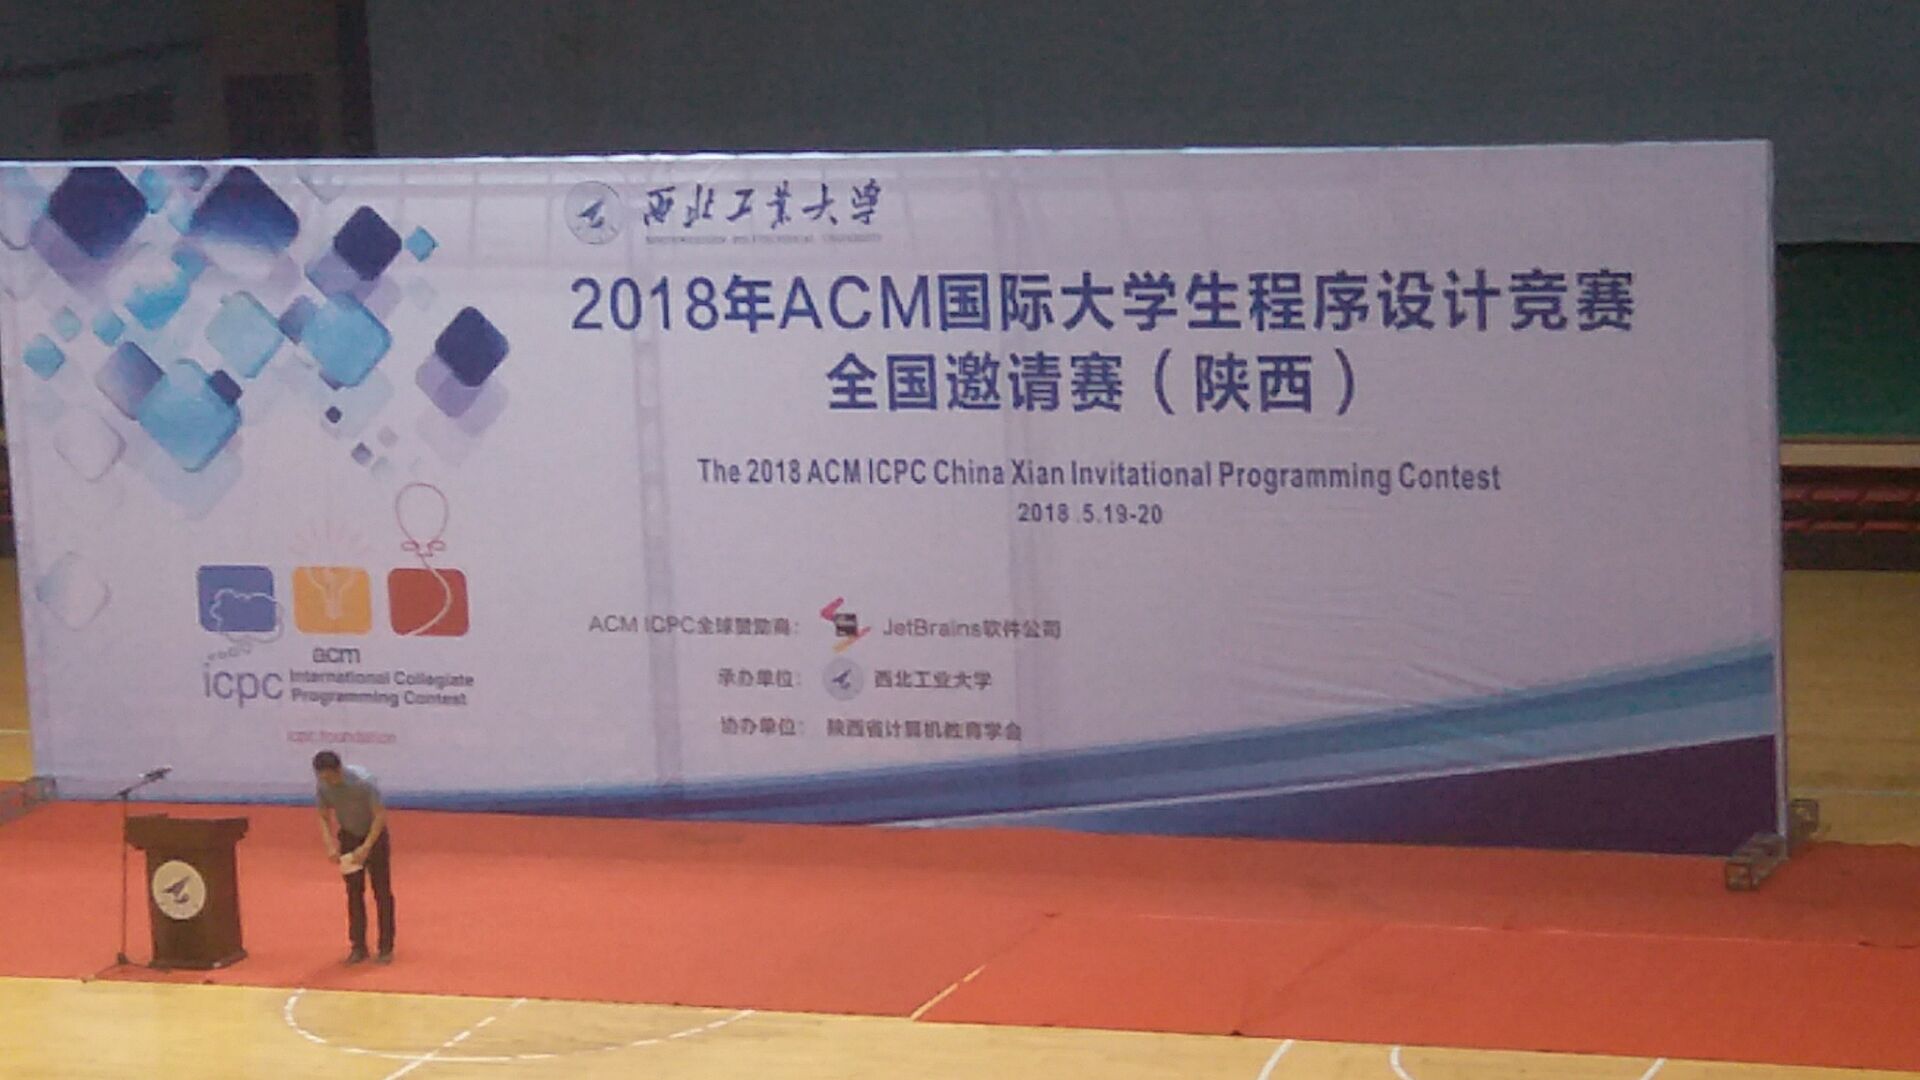 西北工业大学
NORTHWESTERN POLYTECHNICAL UNIVERSITY
2018年ACM国际大学生程序设计竞赛
全国邀请赛（陕西）
The 2018 ACM ICPC China Xian Invitational Programming Contest
2018 .5.19-20
ACM ICPC全球赞助商： JetBrains软件公司
承办单位： 西北工业大学
协办单位： 陕西省计算机教育学会
acm
icpc International Collegiate
Programming Contest
icpc.foundation